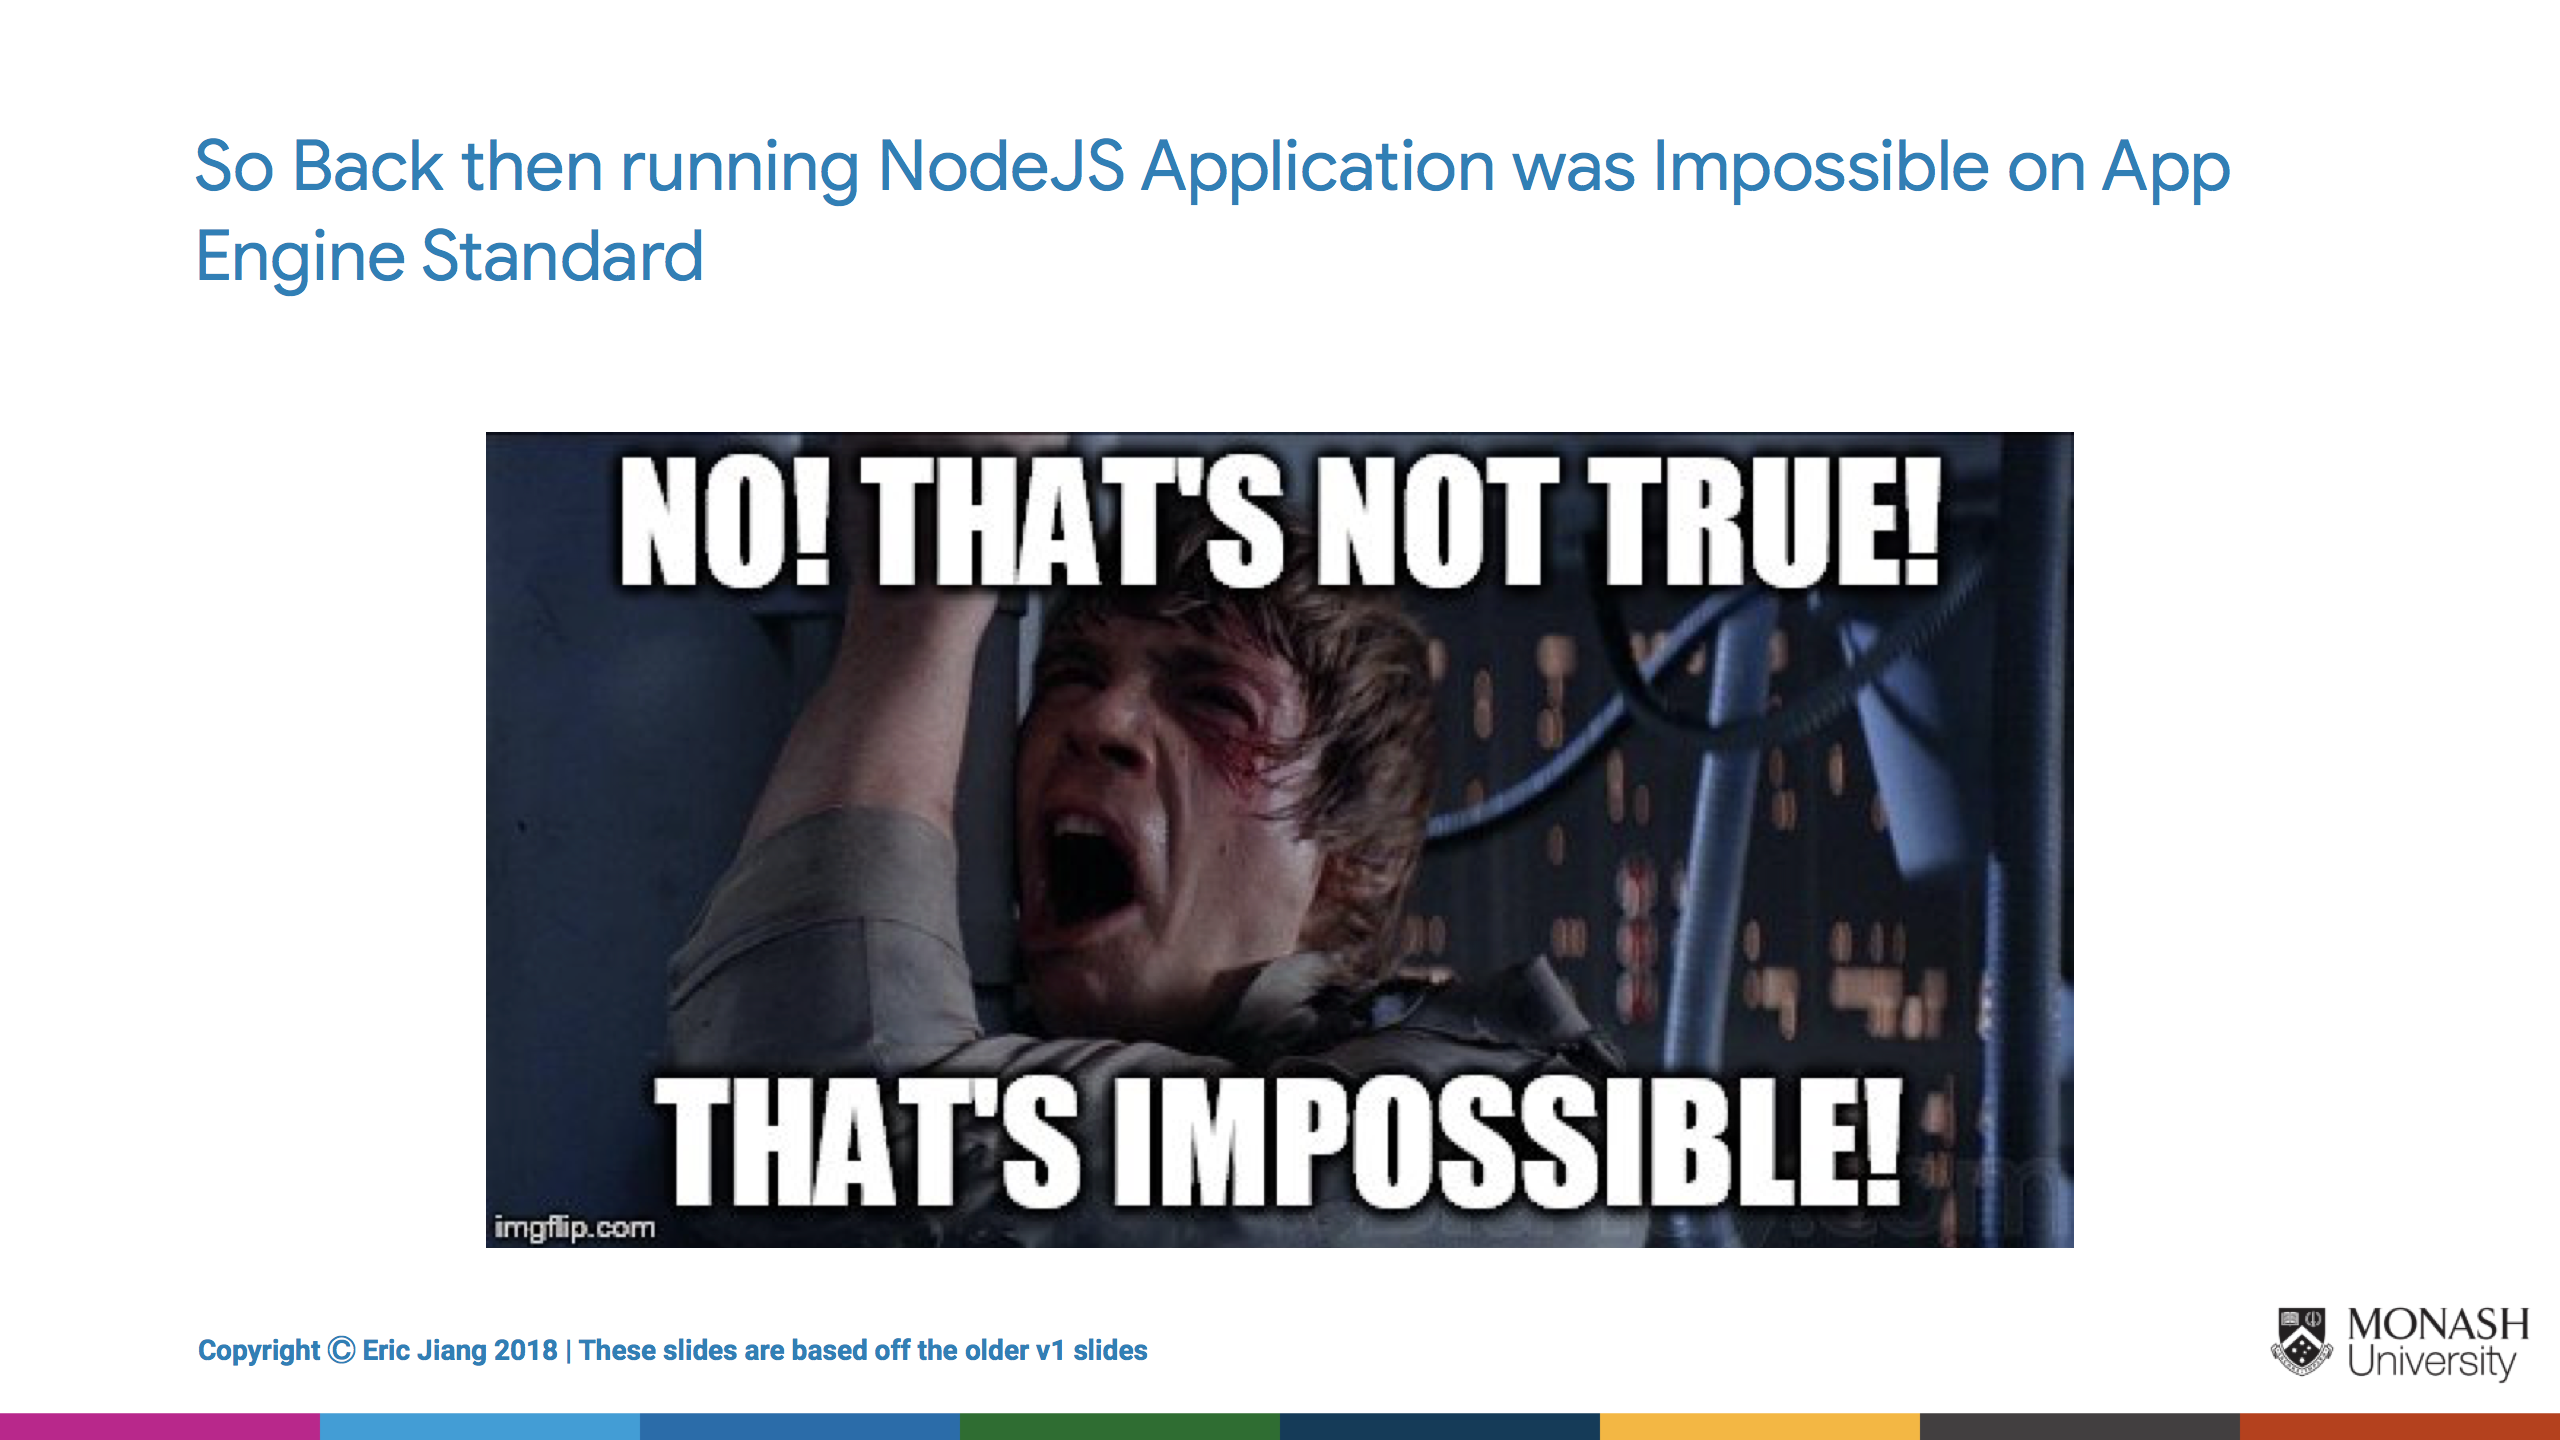 So Back then running NodeJS Application was Impossible on App
Engine Standard
NO! THAT'S NOT TRUE!
THAT'S IMPOSSIBLE!
imgflip.com
Copyright © Eric Jiang 2018 | These slides are based off the older v1 slides
MONASH
University